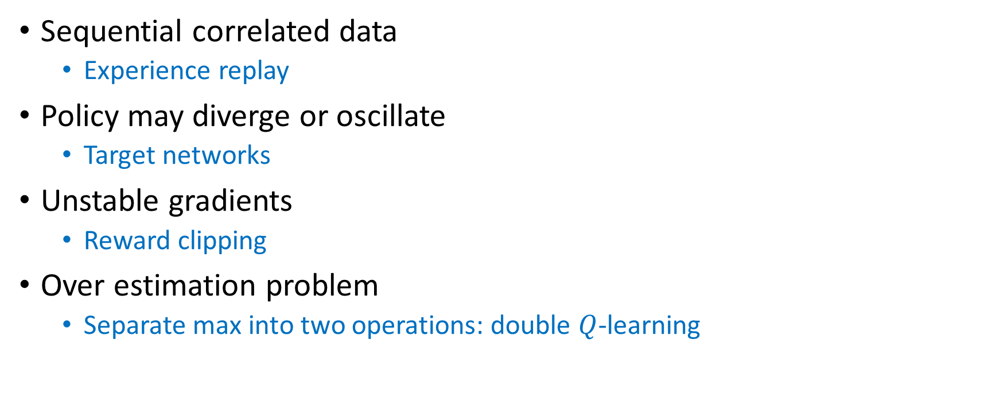 • Sequential correlated data
• Experience replay
• Policy may diverge or oscillate
• Target networks
• Unstable gradients
• Reward clipping
• Over estimation problem
• Separate max into two operations: double Q-learning